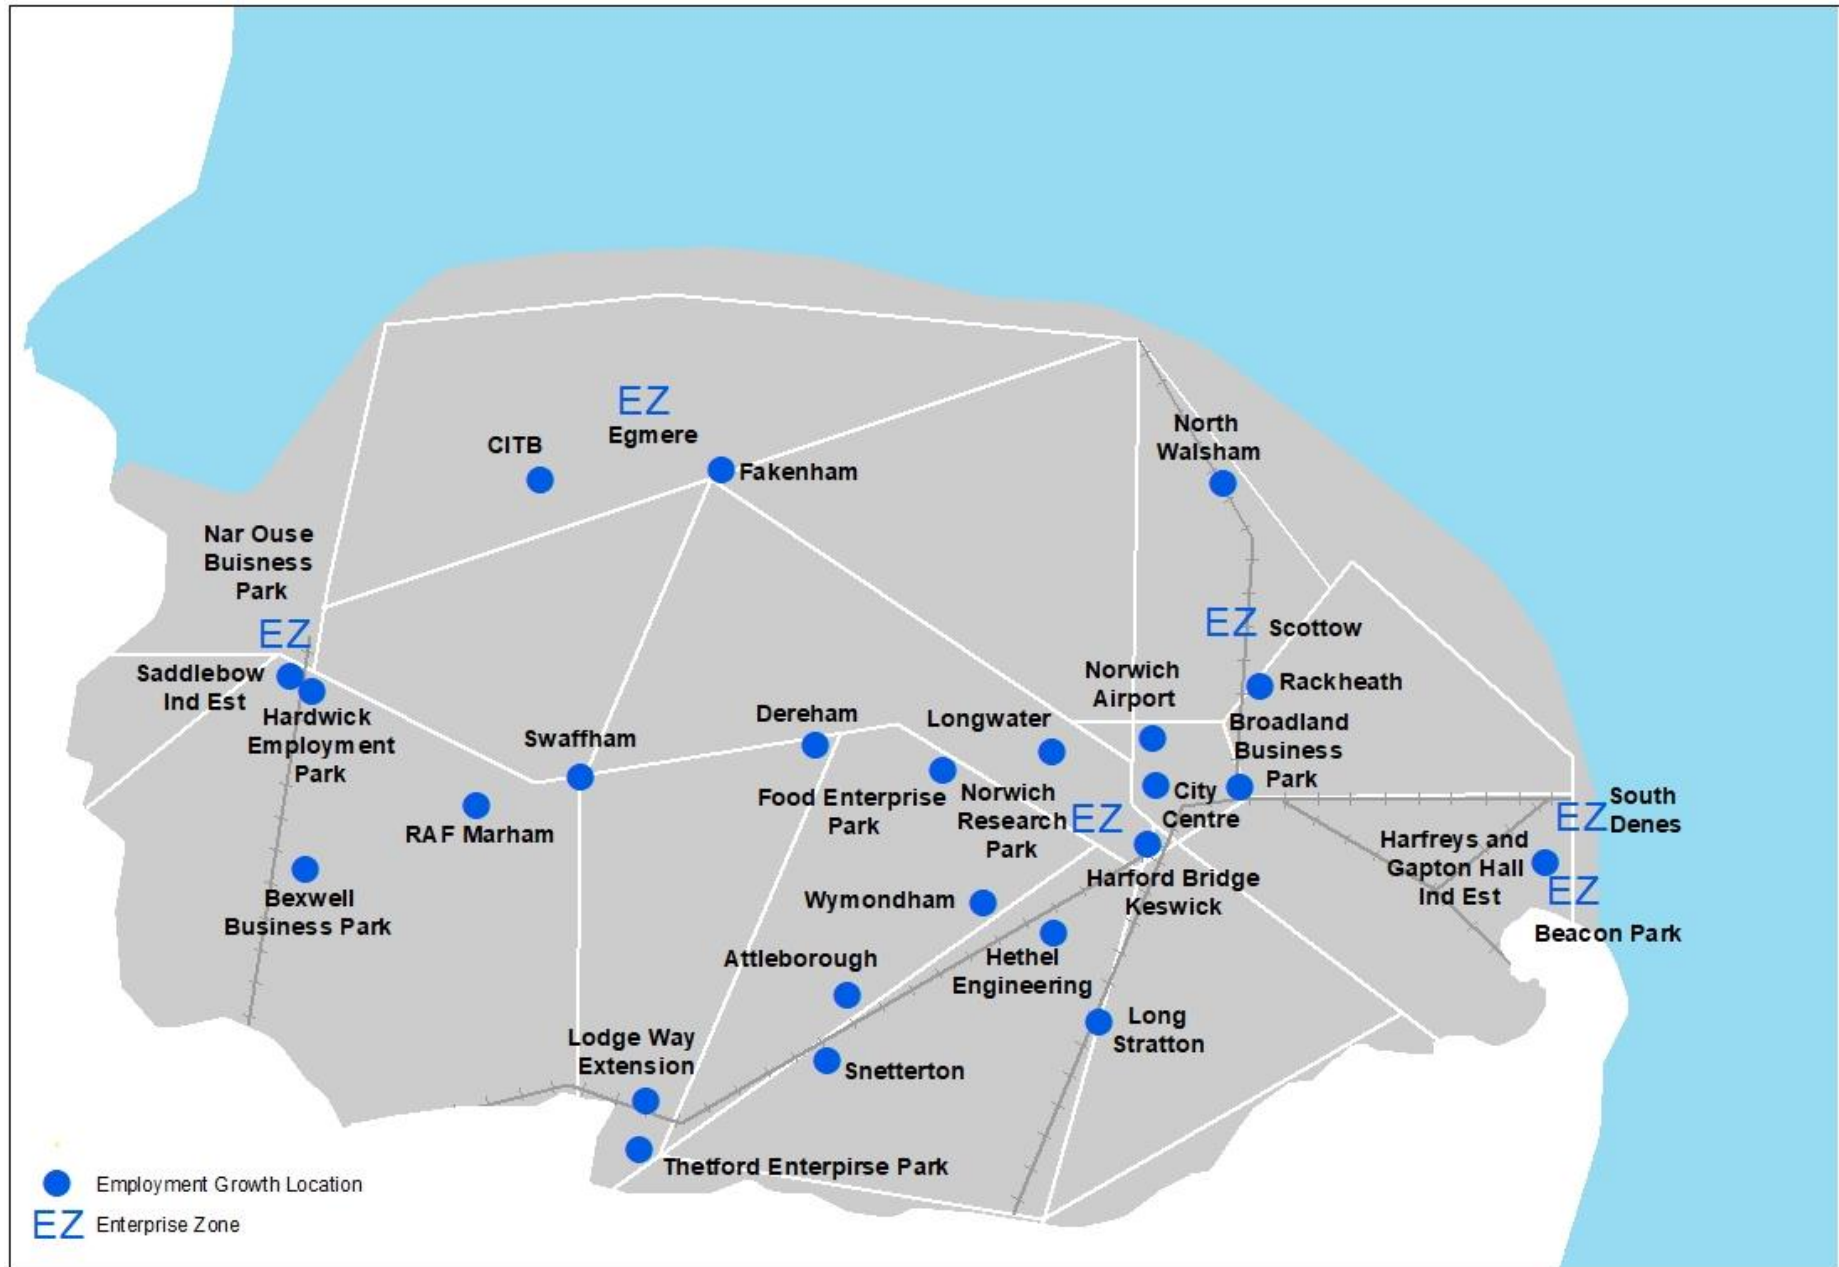 EZ
Egmere
CITB
Fakenham
North
Walsham
Nar Ouse
Buisness
Park
EZ
Saddlebow
Ind Est
Hardwick
Employment
Park
EZ
Scottow
Norwich
Airport
Rackheath
Dereham
Longwater
Broadland
Business
Park
Swaffham
Food Enterprise
Park
Norwich
Research
Park
EZ
City
Centre
EZ
South
Denes
RAF Marham
Harfreys and
Gapton Hall
Ind Est
EZ
Beacon Park
Bexwell
Business Park
Wymondham
Harford Bridge
Keswick
Attleborough
Hethel
Engineering
Long
Stratton
Lodge Way
Extension
Snetterton
Thetford Enterpirse Park
Employment Growth Location
EZ Enterprise Zone